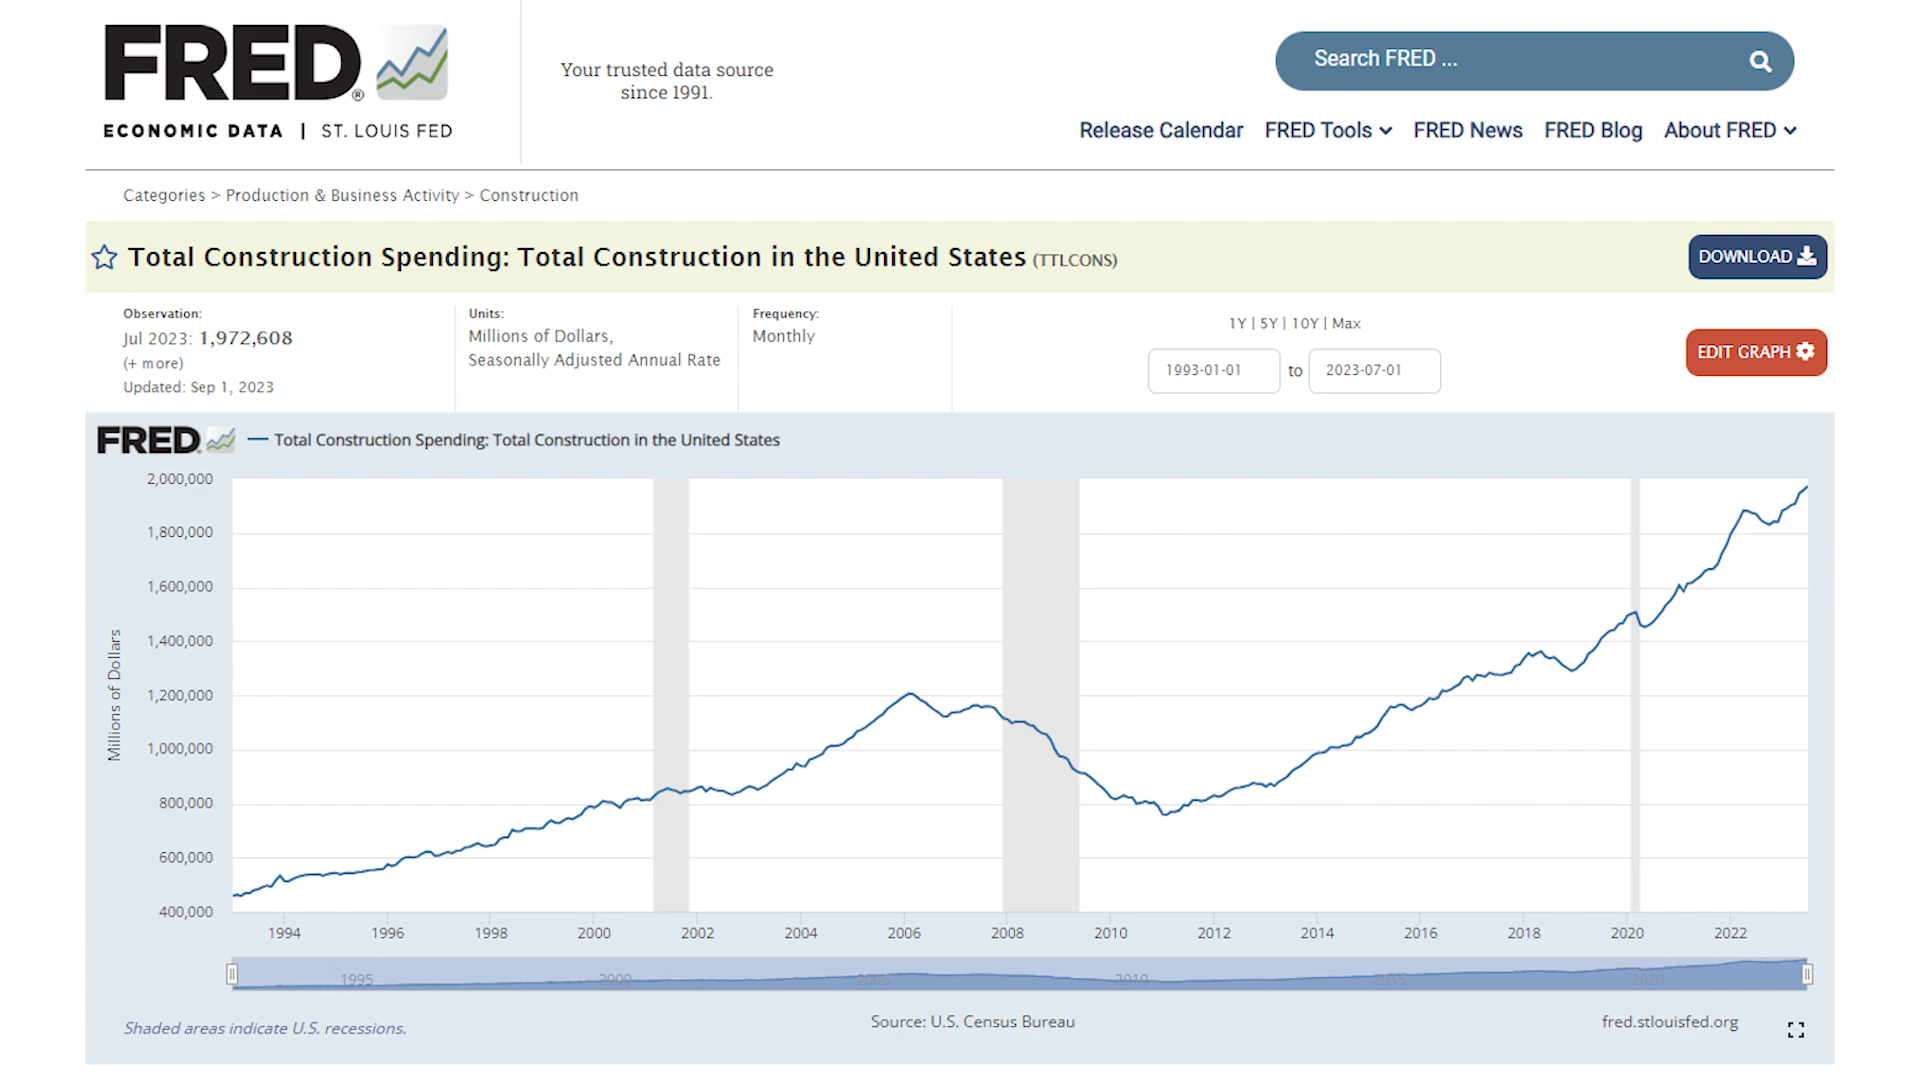 FRED®
ECONOMIC DATA | ST. LOUIS FED
Your trusted data source
since 1991.
Search FRED ...
Release Calendar FRED Tools FRED News FRED Blog About FRED
Categories > Production & Business Activity > Construction
Total Construction Spending: Total Construction in the United States (TTLCONS)
DOWNLOAD
Observation:
Jul 2023: 1,972,608
(+ more)
Updated: Sep 1, 2023
Units:
Millions of Dollars,
Seasonally Adjusted Annual Rate
Frequency:
Monthly
1Y | 5Y | 10Y | Max
1993-01-01 to 2023-07-01
EDIT GRAPH
FRED Total Construction Spending: Total Construction in the United States
Millions of Dollars
2,000,000
1,800,000
1,600,000
1,400,000
1,200,000
1,000,000
800,000
600,000
400,000
1994 1996 1998 2000 2002 2004 2006 2008 2010 2012 2014 2016 2018 2020 2022
1995 2000 2005 2010 2015 2020
Shaded areas indicate U.S. recessions.
Source: U.S. Census Bureau
fred.stlouisfed.org